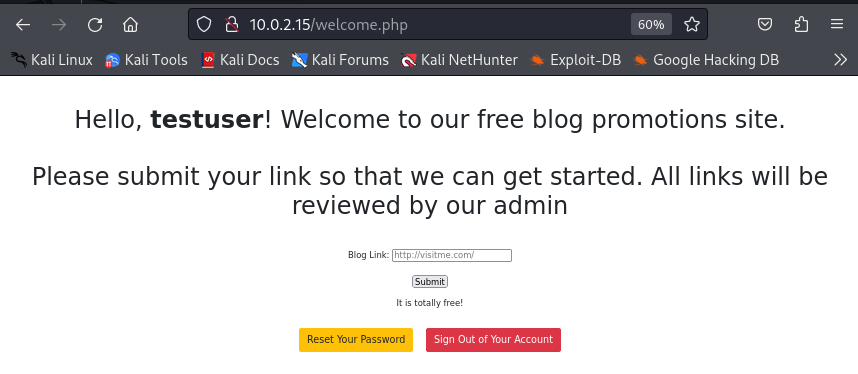 10.0.2.15/welcome.php
60%
Kali Linux
Kali Tools
Kali Docs
Kali Forums
Kali NetHunter
Exploit-DB
Google Hacking DB
Hello, testuser! Welcome to our free blog promotions site.
Please submit your link so that we can get started. All links will be
reviewed by our admin
Blog Link: http://visitme.com/
Submit
It is totally free!
Reset Your Password
Sign Out of Your Account